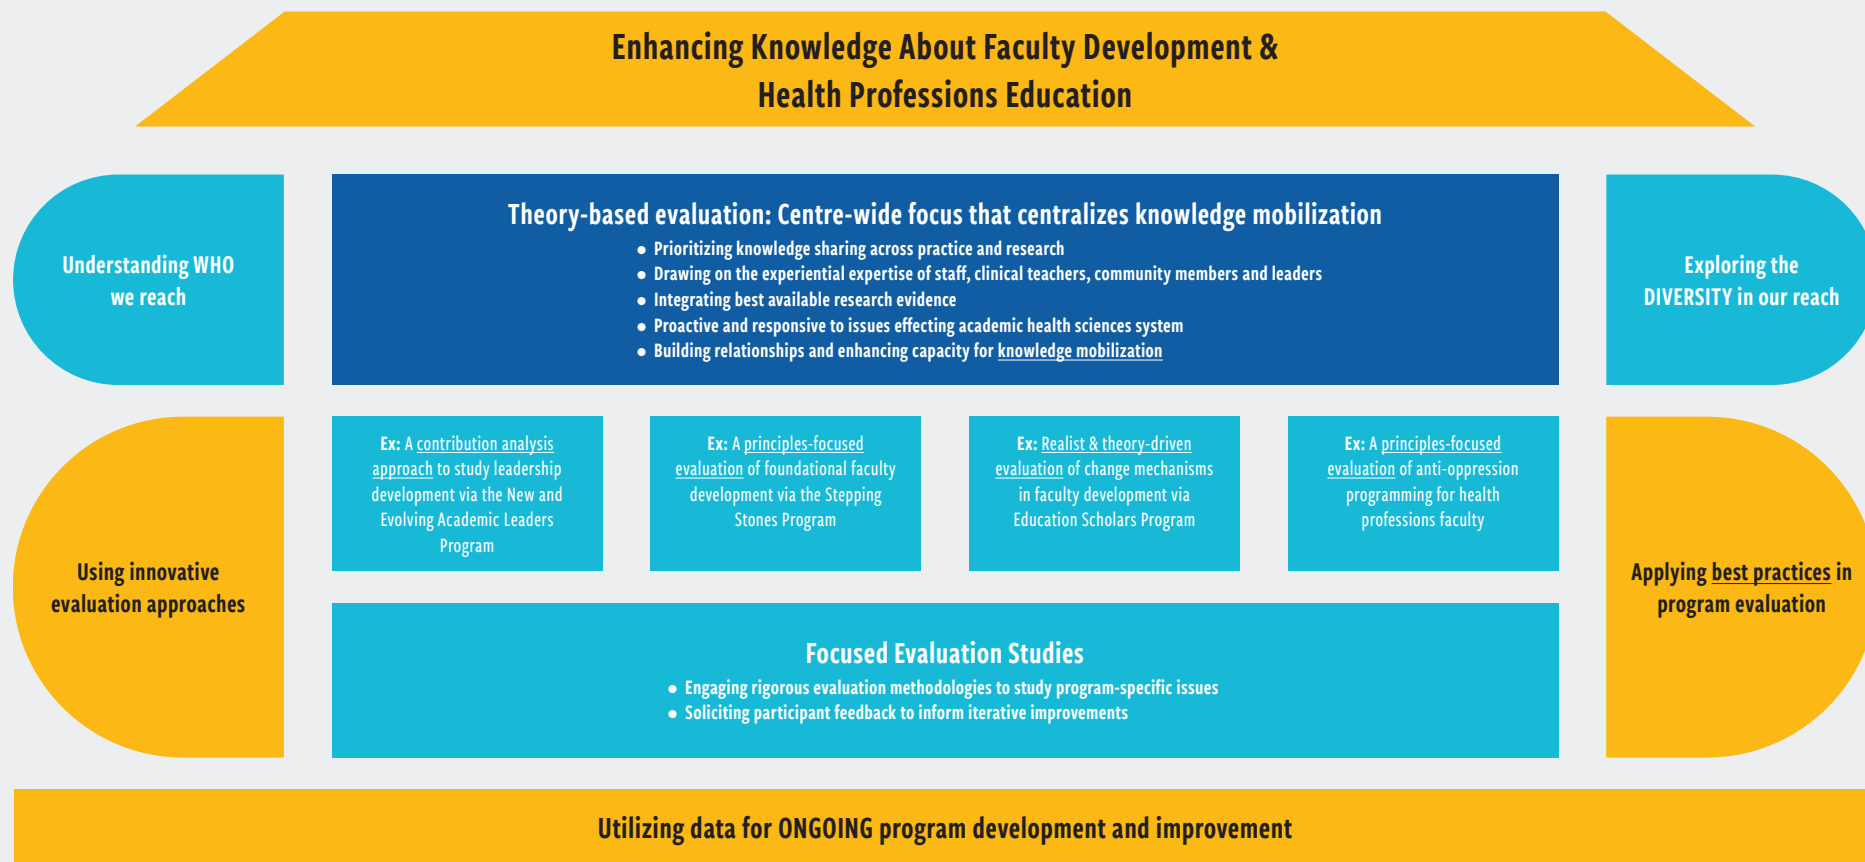 Enhancing Knowledge About Faculty Development &
Health Professions Education
Understanding WHO
we reach
Theory-based evaluation: Centre-wide focus that centralizes knowledge mobilization
● Prioritizing knowledge sharing across practice and research
● Drawing on the experiential expertise of staff, clinical teachers, community members and leaders
● Integrating best available research evidence
● Proactive and responsive to issues effecting academic health sciences system
● Building relationships and enhancing capacity for knowledge mobilization
Exploring the
DIVERSITY in our reach
Using innovative
evaluation approaches
Ex: A contribution analysis
approach to study leadership
development via the New and
Evolving Academic Leaders
Program
Ex: A principles-focused
evaluation of foundational faculty
development via the Stepping
Stones Program
Ex: Realist & theory-driven
evaluation of change mechanisms
in faculty development via
Education Scholars Program
Ex: A principles-focused
evaluation of anti-oppression
programming for health
professions faculty
Applying best practices in
program evaluation
Focused Evaluation Studies
● Engaging rigorous evaluation methodologies to study program-specific issues
● Soliciting participant feedback to inform iterative improvements
Utilizing data for ONGOING program development and improvement